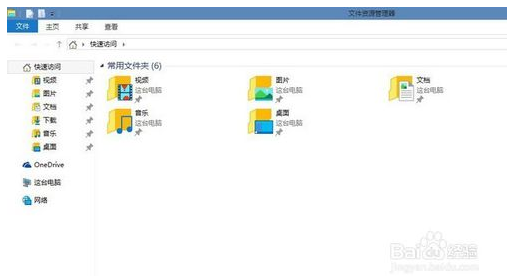 文件资源管理器
文件 主页 共享 查看
快速访问
快速访问
视频
图片
文档
下载
音乐
桌面
OneDrive
这台电脑
网络
常用文件夹 (6)
视频
这台电脑
图片
这台电脑
文档
这台电脑
音乐
这台电脑
桌面
这台电脑
Baidu 经验
jingyan.baidu.com